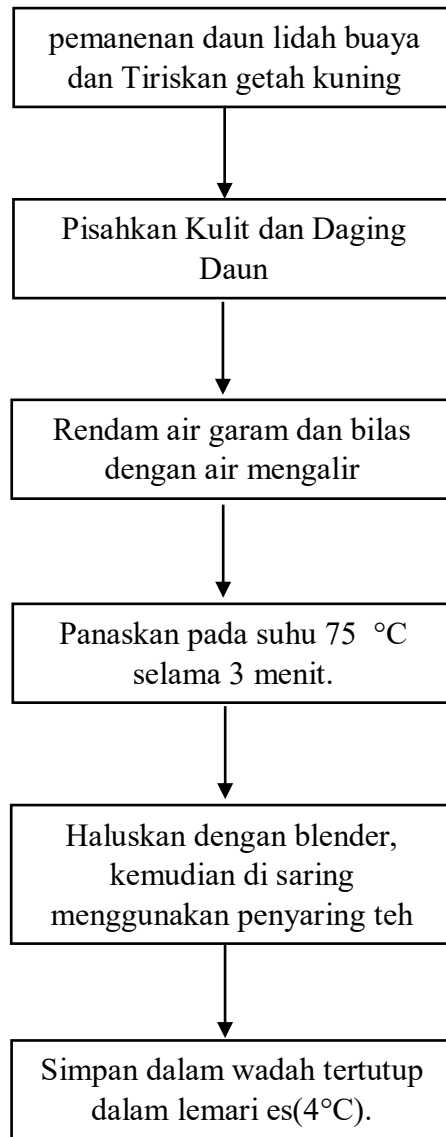 pemanenan daun lidah buaya
dan Tiriskan getah kuning
Pisahkan Kulit dan Daging
Daun
Rendam air garam dan bilas
dengan air mengalir
Panaskan pada suhu 75  °C
selama 3 menit.
Haluskan dengan blender,
kemudian di saring
menggunakan penyaring teh
Simpan dalam wadah tertutup
dalam lemari es(4°C).